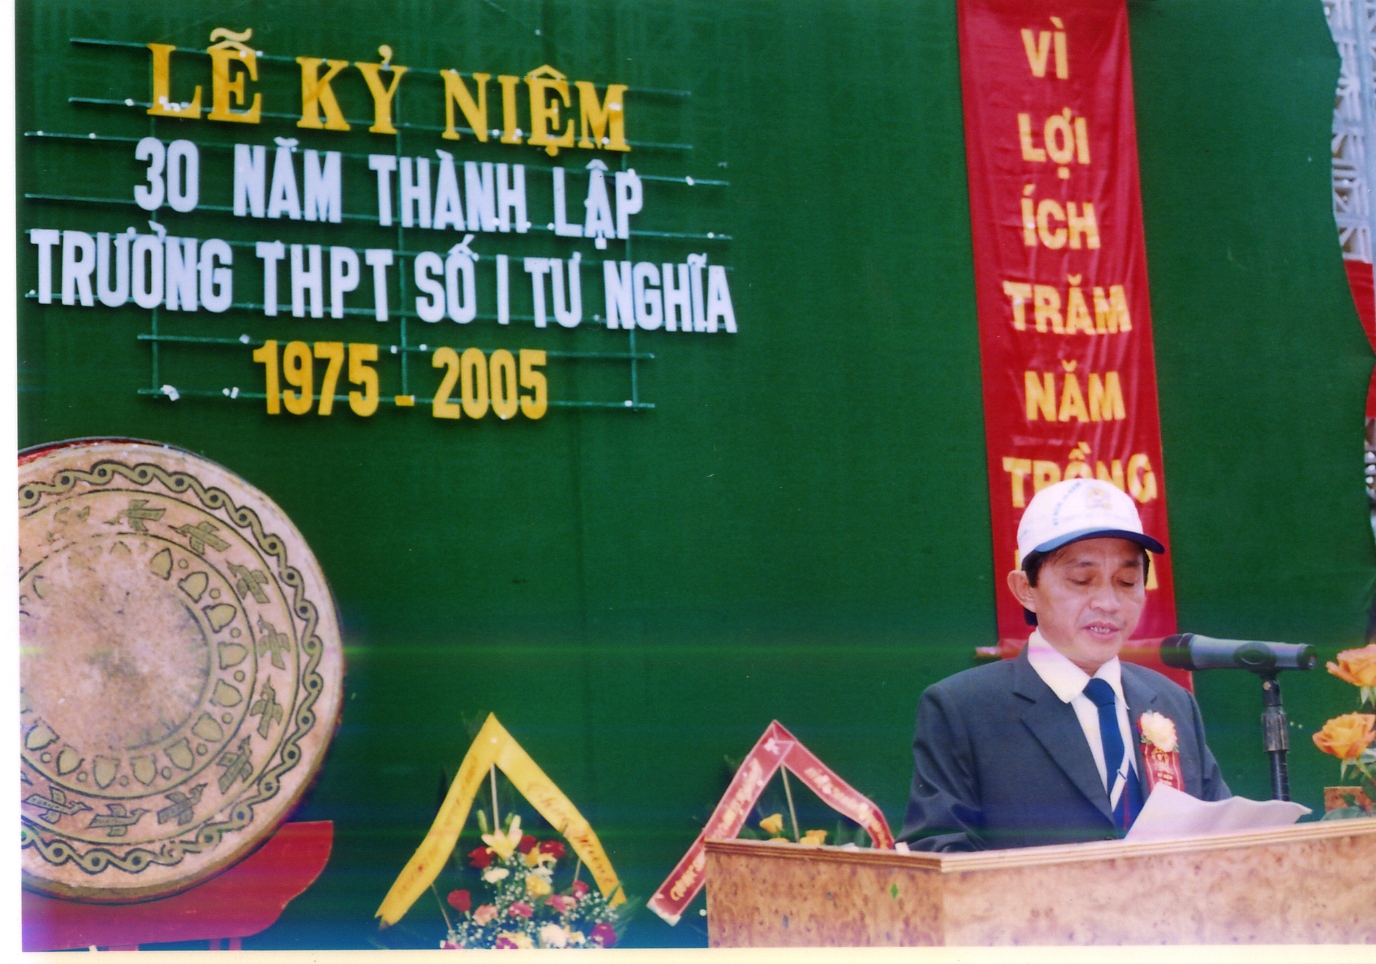 LỄ KỶ NIỆM
30 NĂM THÀNH LẬP
TRƯỜNG THPT SỐ I TƯ NGHĨA
1975 - 2005
VÌ
LỢI
ÍCH
TRĂM
NĂM
TRỒNG